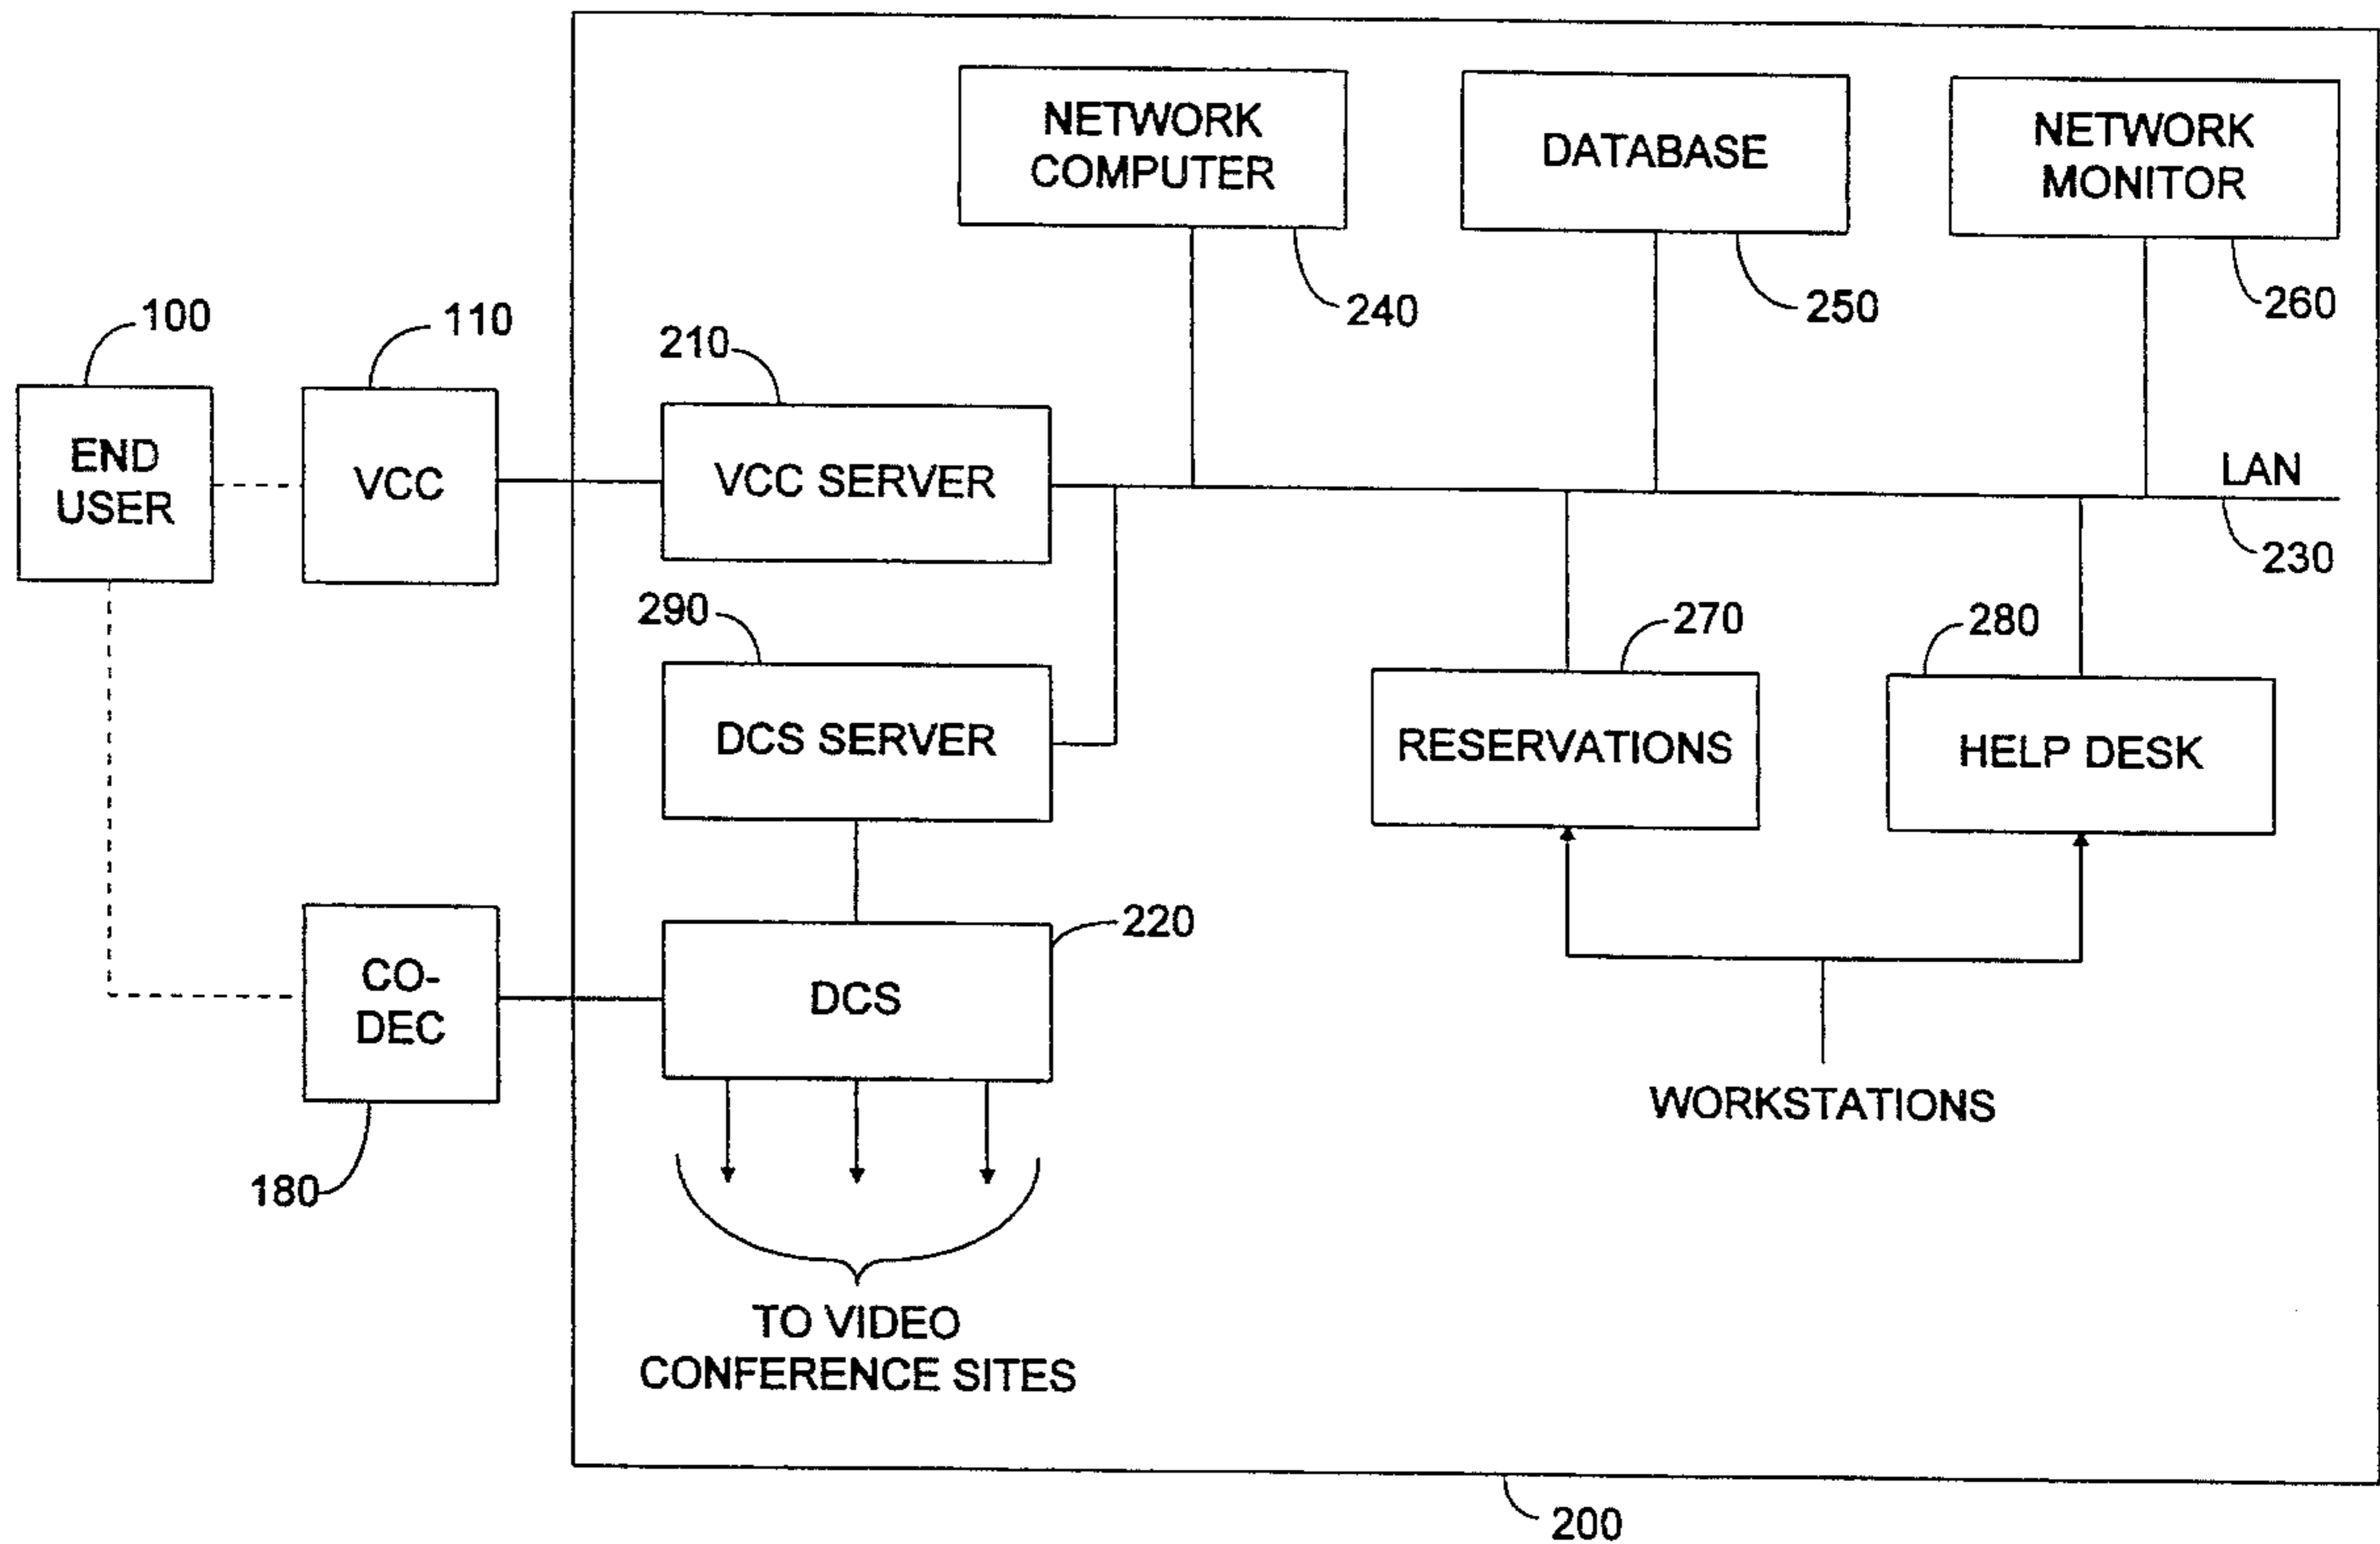 NETWORK
COMPUTER
240
DATABASE
250
NETWORK
MONITOR
260
100
END
USER
110
VCC
210
VCC SERVER
LAN
230
290
DCS SERVER
270
RESERVATIONS
280
HELP DESK
CO-
DEC
180
DCS
220
WORKSTATIONS
TO VIDEO
CONFERENCE SITES
200